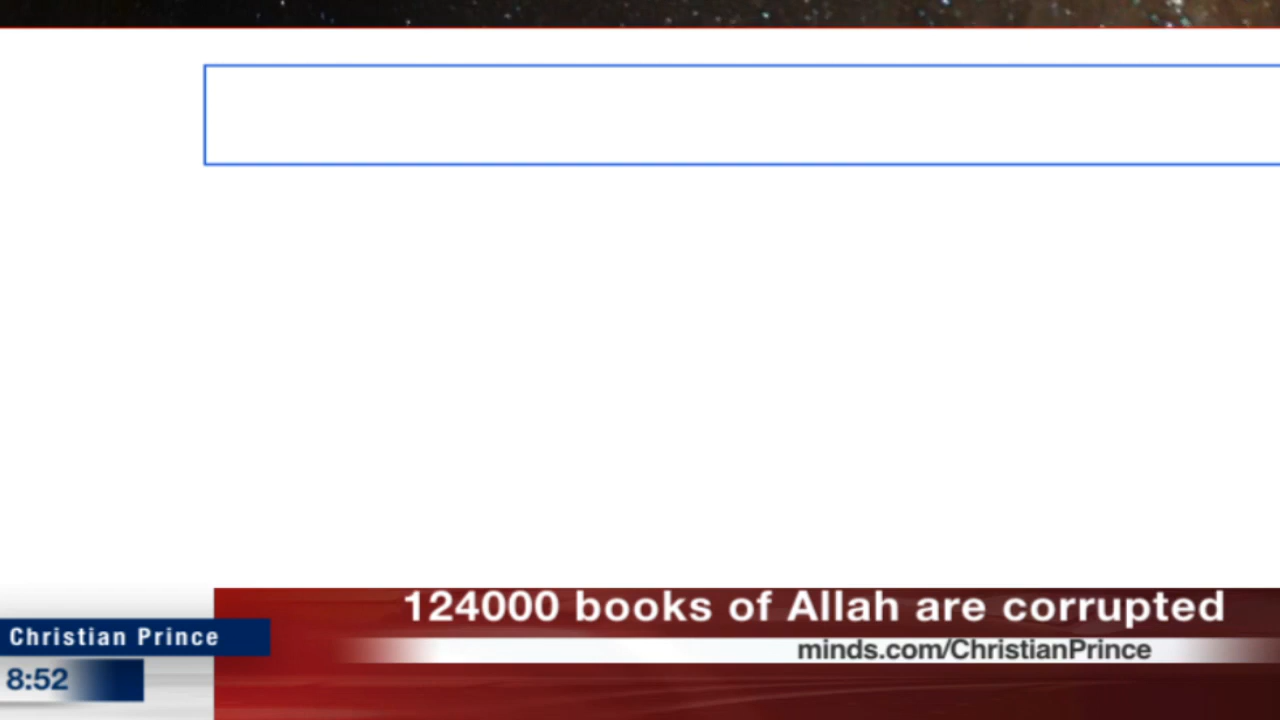 124000 books of Allah are corrupted
Christian Prince
minds.com/ChristianPrince
8:52